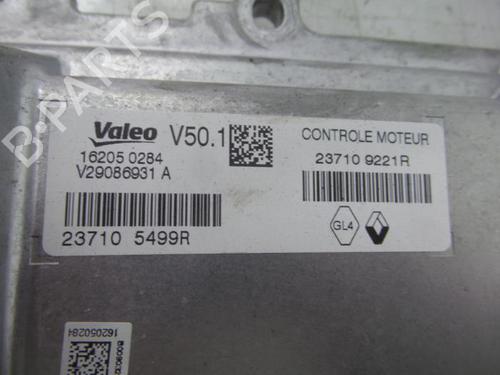 B-PARTS
Valeo V50.1
16205 0284
V29086931 A
23710 5499R
CONTROLE MOTEUR
23710 9221R
GL4
162050284